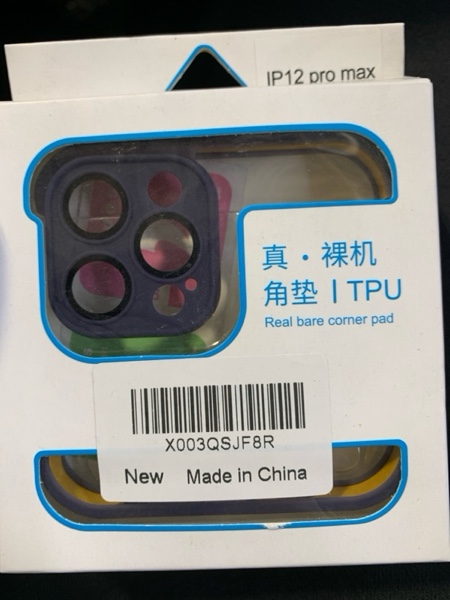 IP12 pro max
真·裸机
角垫 | TPU
Real bare corner pad
X003QSJF8R
New Made in China